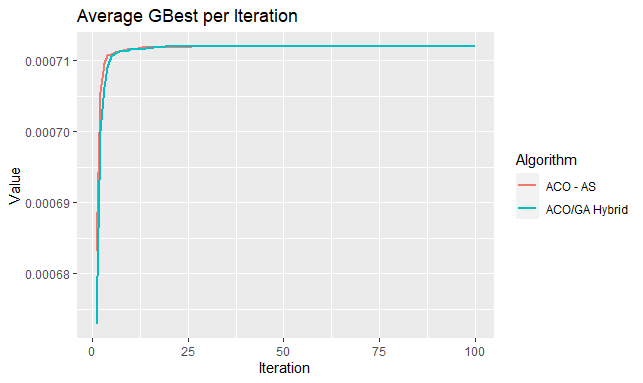 Average GBest per Iteration
Value
0.00071
0.00070
0.00069
0.00068
0
25
50
75
100
Iteration
Algorithm
ACO - AS
ACO/GA Hybrid